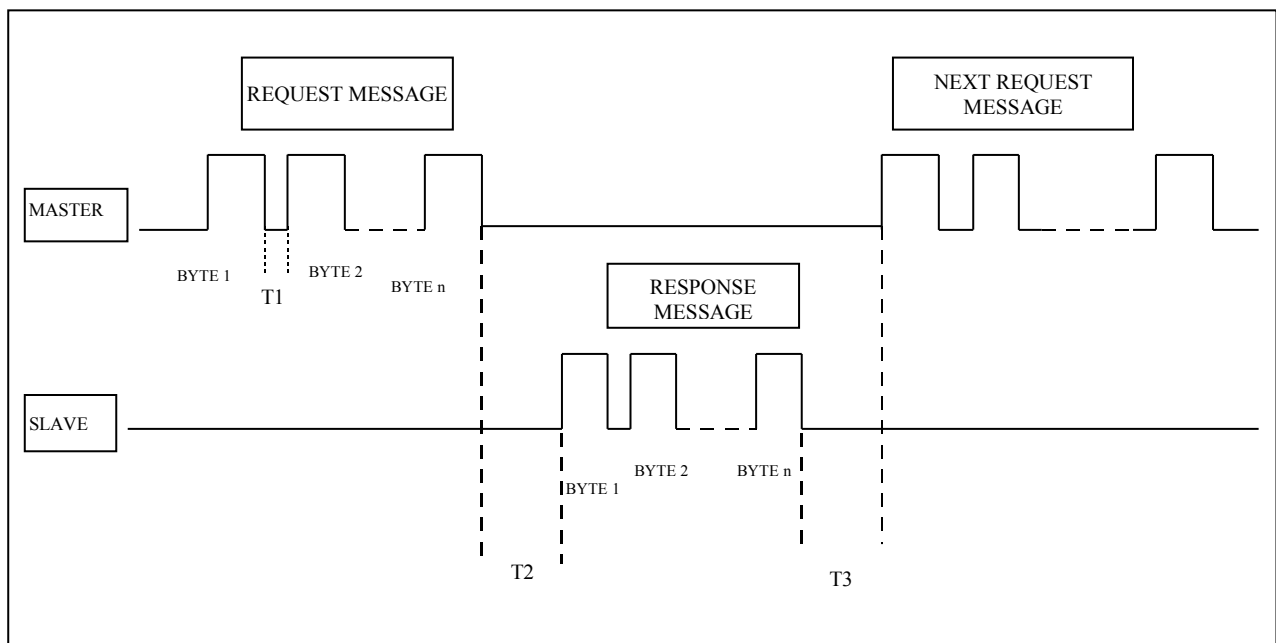 REQUEST MESSAGE
NEXT REQUEST
MESSAGE
MASTER
BYTE 1
T1
BYTE 2
BYTE n
RESPONSE
MESSAGE
SLAVE
BYTE 1
BYTE 2
BYTE n
T2
T3